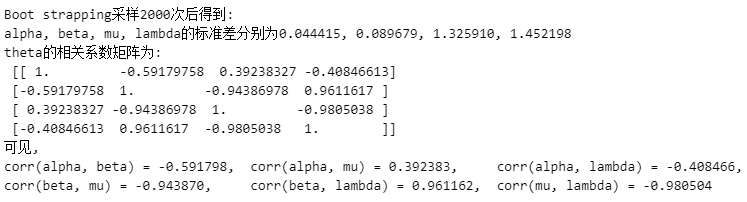 Boot strapping采样2000次后得到:
alpha, beta, mu, lambda的标准差分别为0.044415, 0.089679, 1.325910, 1.452198
theta的相关系数矩阵为:
[[ 1. -0.59179758 0.39238327 -0.40846613]
[-0.59179758 1. -0.94386978 0.9611617 ]
[ 0.39238327 -0.94386978 1. -0.9805038 ]
[-0.40846613 0.9611617 -0.9805038 1. ]]
可见,
corr(alpha, beta) = -0.591798, corr(alpha, mu) = 0.392383, corr(alpha, lambda) = -0.408466,
corr(beta, mu) = -0.943870, corr(beta, lambda) = 0.961162, corr(mu, lambda) = -0.980504